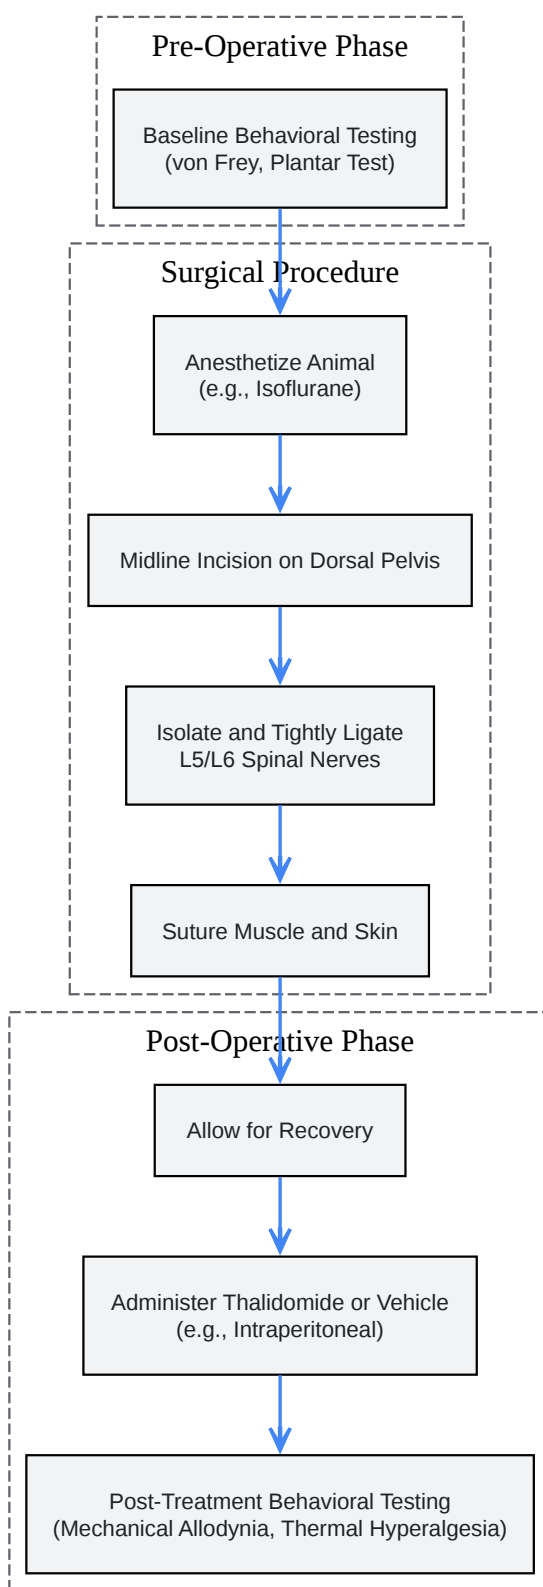 Pre-Operative Phase
Baseline Behavioral Testing
(von Frey, Plantar Test)
Surgical Procedure
Anesthetize Animal
(e.g., Isoflurane)
Midline Incision on Dorsal Pelvis
Isolate and Tightly Ligate
L5/L6 Spinal Nerves
Suture Muscle and Skin
Post-Operative Phase
Allow for Recovery
Administer Thalidomide or Vehicle
(e.g., Intraperitoneal)
Post-Treatment Behavioral Testing
(Mechanical Allodynia, Thermal Hyperalgesia)